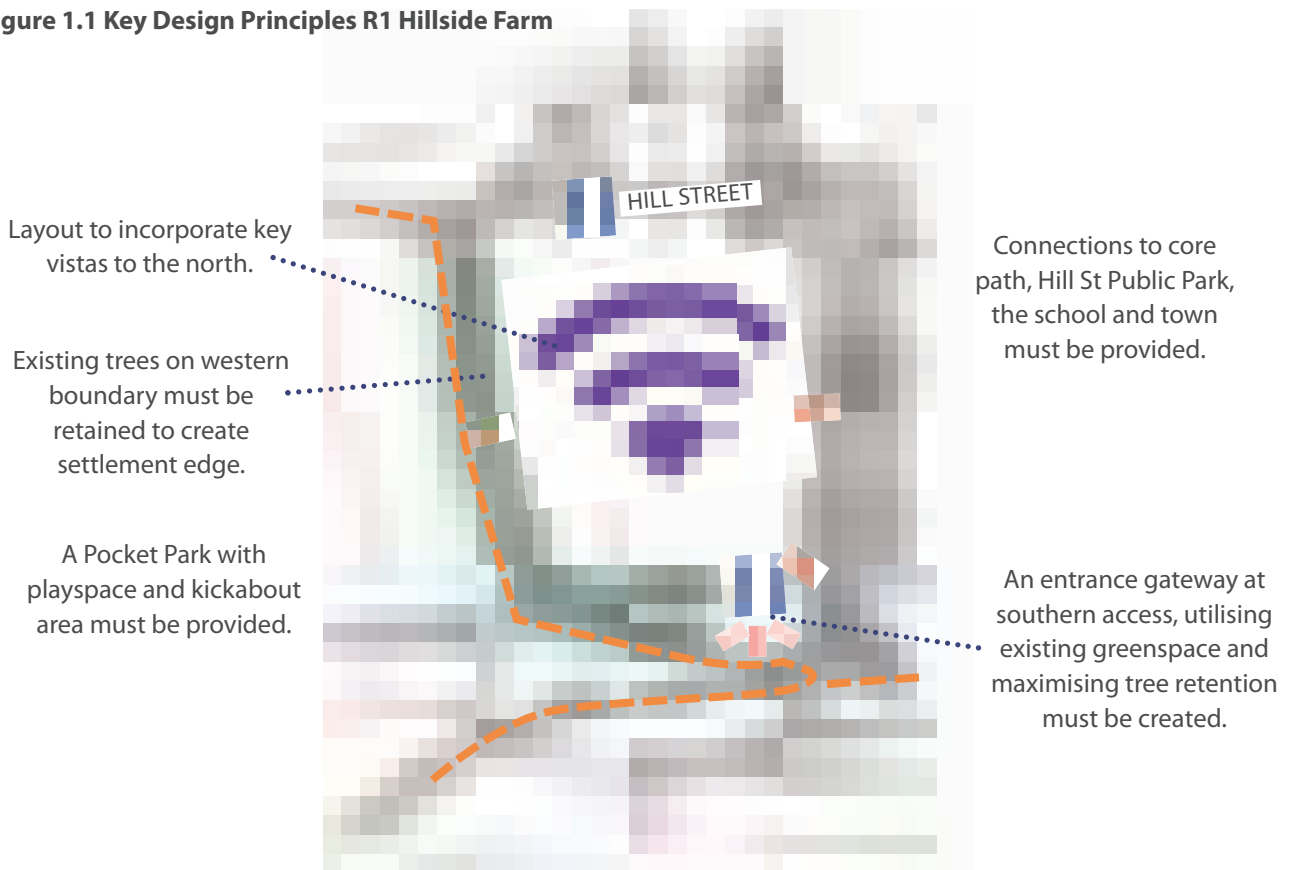 gure 1.1 Key Design Principles R1 Hillside Farm
HILL STREET
Layout to incorporate key
vistas to the north.
Existing trees on western
boundary must be
retained to create
settlement edge.
A Pocket Park with
playspace and kickabout
area must be provided.
Connections to core
path, Hill St Public Park,
the school and town
must be provided.
An entrance gateway at
southern access, utilising
existing greenspace and
maximising tree retention
must be created.